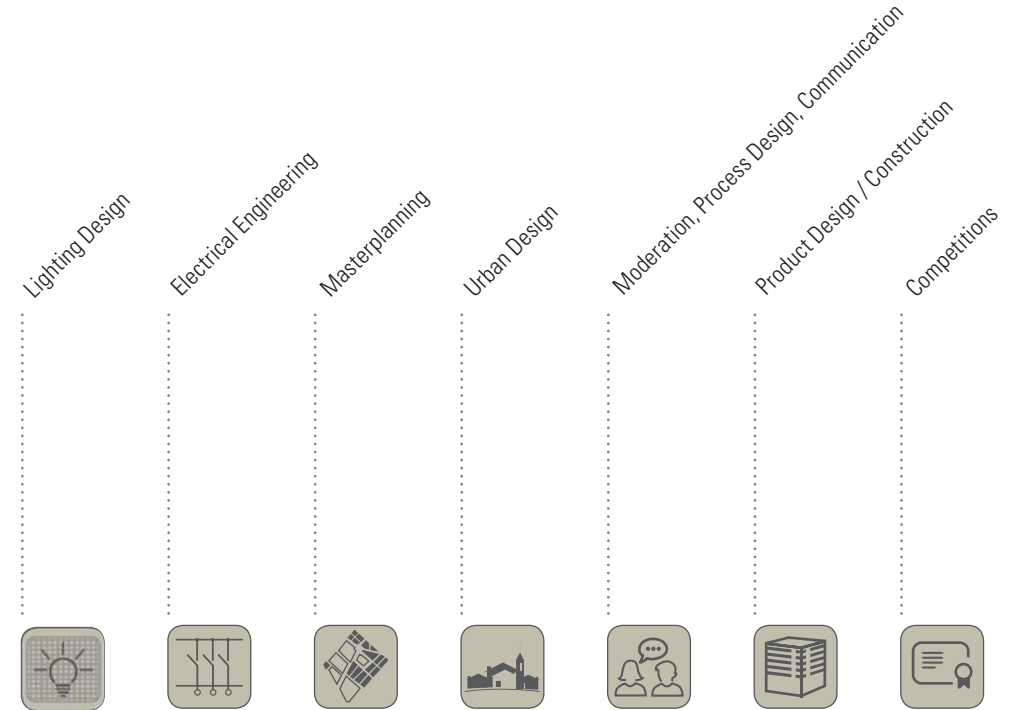 Lighting Design
Electrical Engineering
Masterplanning
Urban Design
Moderation, Process Design, Communication
Product Design / Construction
Competitions